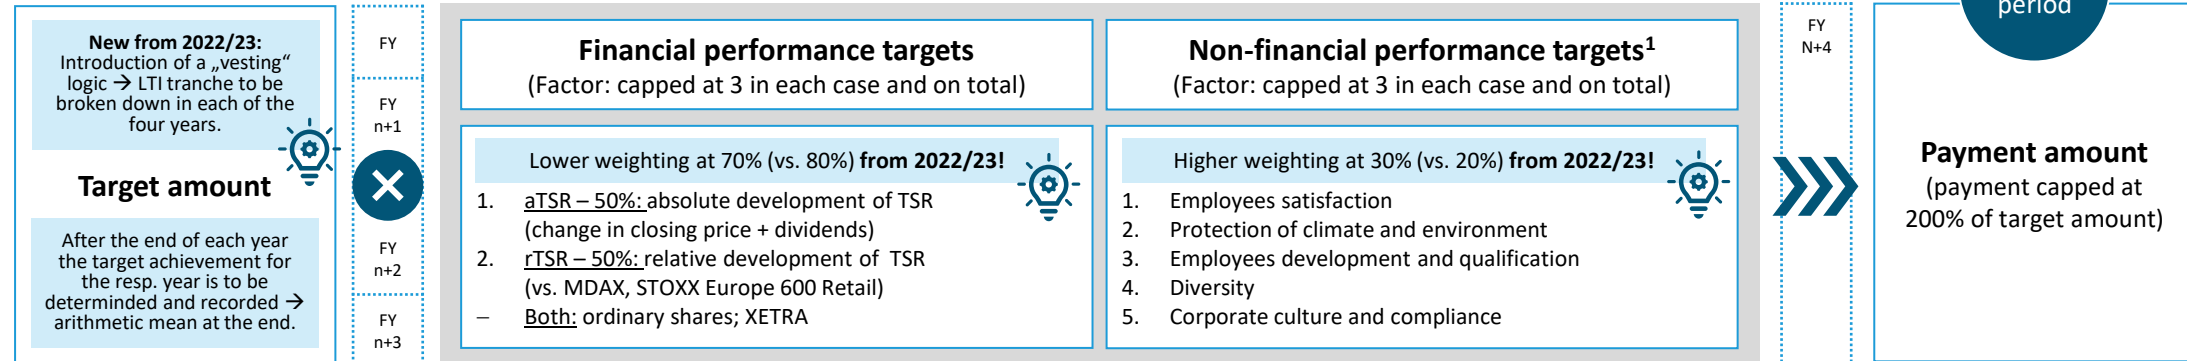 New from 2022/23:
Introduction of a „vesting“
logic → LTI tranche to be
broken down in each of the
four years.
Target amount
After the end of each year
the target achievement for
the resp. year is to be
determinded and recorded →
arithmetic mean at the end.
FY
FY
n+1
FY
n+2
FY
n+3
Financial performance targets
(Factor: capped at 3 in each case and on total)
Lower weighting at 70% (vs. 80%) from 2022/23!
1. aTSR – 50%: absolute development of TSR
(change in closing price + dividends)
2. rTSR – 50%: relative development of TSR
(vs. MDAX, STOXX Europe 600 Retail)
– Both: ordinary shares; XETRA
Non-financial performance targets¹
(Factor: capped at 3 in each case and on total)
Higher weighting at 30% (vs. 20%) from 2022/23!
1. Employees satisfaction
2. Protection of climate and environment
3. Employees development and qualification
4. Diversity
5. Corporate culture and compliance
FY
N+4
period
Payment amount
(payment capped at
200% of target amount)